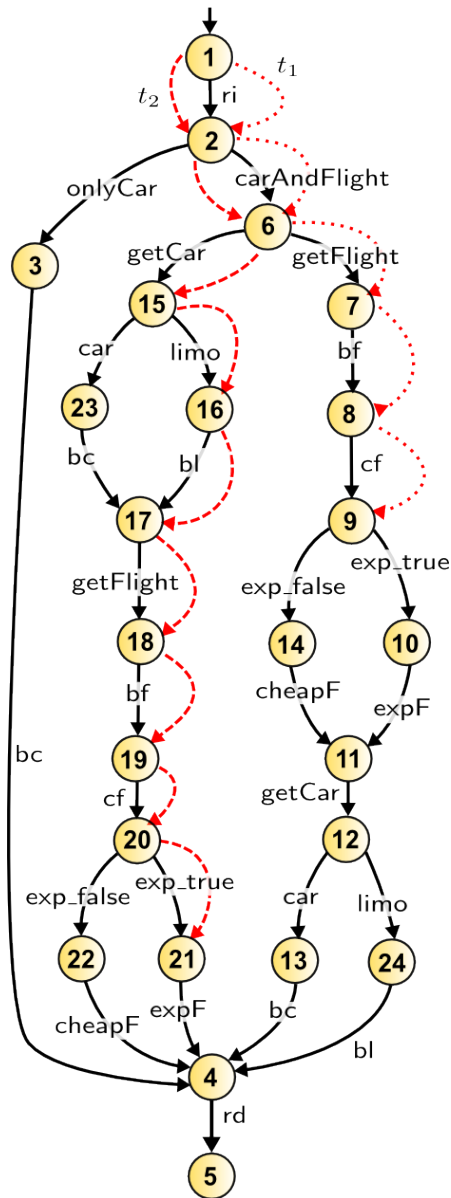 1
t₂
t₁
ri
2
onlyCar
carAndFlight
6
3
getCar
getFlight
15
7
car
limo
bf
23
16
8
bc
bl
cf
17
9
getFlight
exp_false
exp_true
18
14
10
bf
cheapF
expF
19
11
bc
cf
getCar
20
12
exp_false
exp_true
car
limo
22
21
13
24
cheapF
expF
bc
bl
4
rd
5